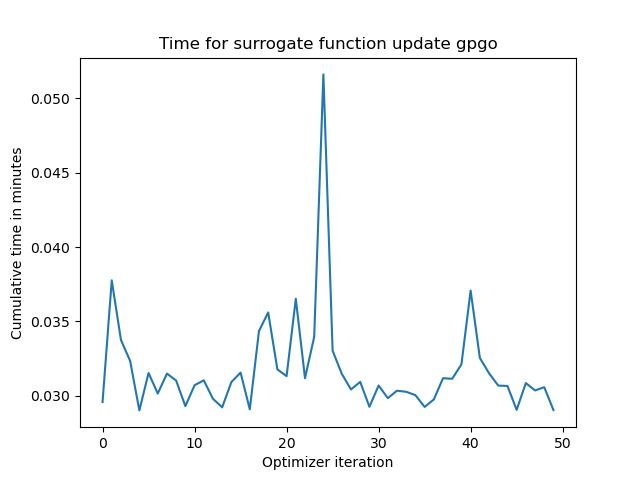 Time for surrogate function update gpgo
Cumulative time in minutes
0.050
0.045
0.040
0.035
0.030
0 10 20 30 40 50
Optimizer iteration